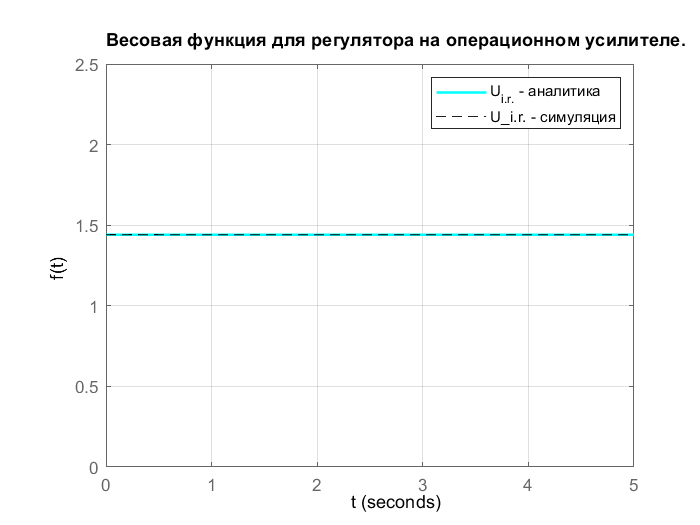 Весовая функция для регулятора на операционном усилителе.
2.5
2
1.5
1
0.5
0
f(t)
U_{i.r.} - аналитика
U_i.r. - симуляция
0 1 2 3 4 5
t (seconds)